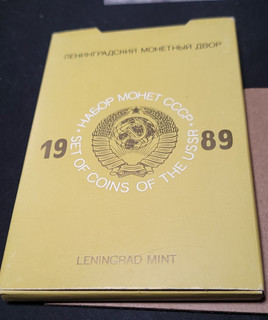 ЛЕНИНГРАДСКИЙ МОНЕТНЫЙ ДВОР
· НАБОР МОНЕТ СССР ·
19 89
SET OF COINS OF THE USSR
LENINGRAD MINT